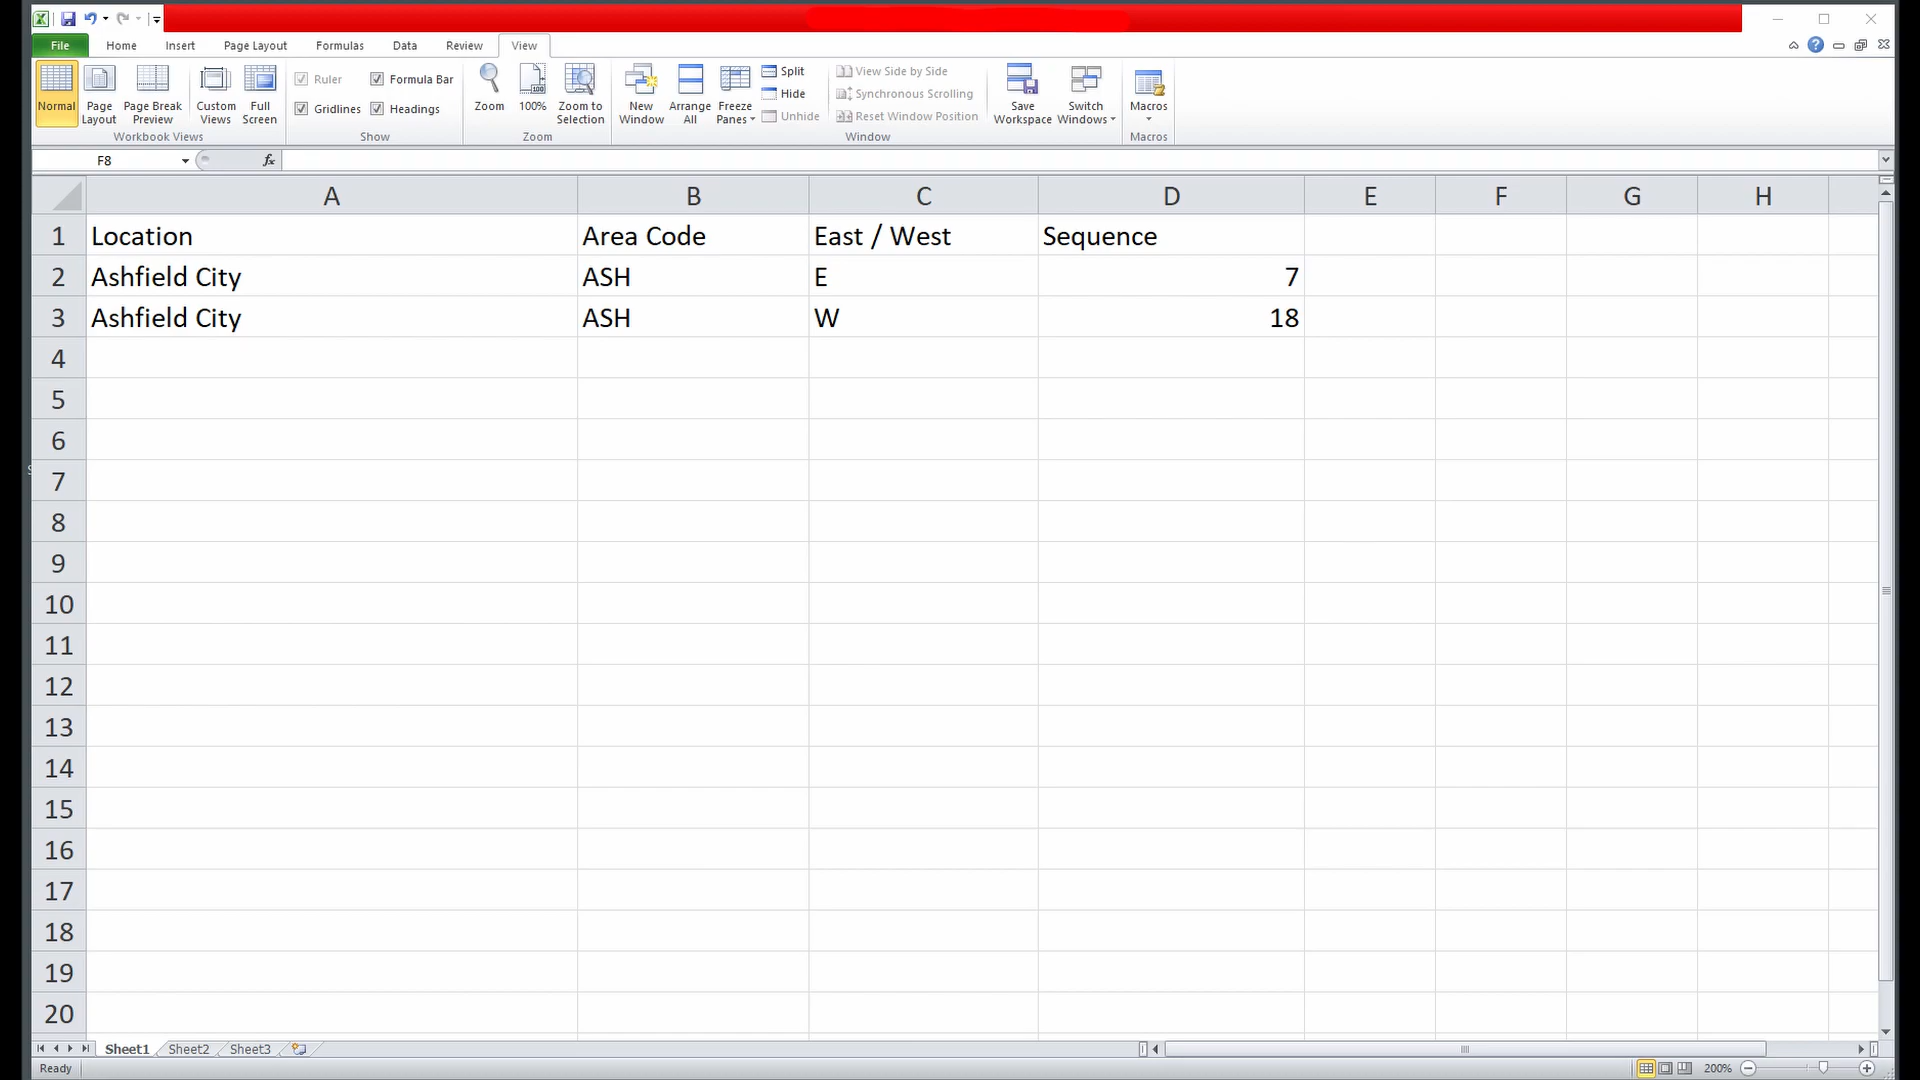 File Home Insert Page Layout Formulas Data Review View
Normal Page Layout Page Break Preview Custom Views Full Screen
Workbook Views
Ruler Formula Bar
Gridlines Headings
Show
Zoom 100% Zoom to Selection
Zoom
New Window Arrange All Freeze Panes
Split
Hide
Unhide
View Side by Side
Synchronous Scrolling
Reset Window Position
Window
Save Workspace Switch Windows
Macros
Macros
F8 fx
A B C D E F G H
1 Location Area Code East / West Sequence
2 Ashfield City ASH E 7
3 Ashfield City ASH W 18
4
5
6
7
8
9
10
11
12
13
14
15
16
17
18
19
20
Sheet1 Sheet2 Sheet3
Ready 200%